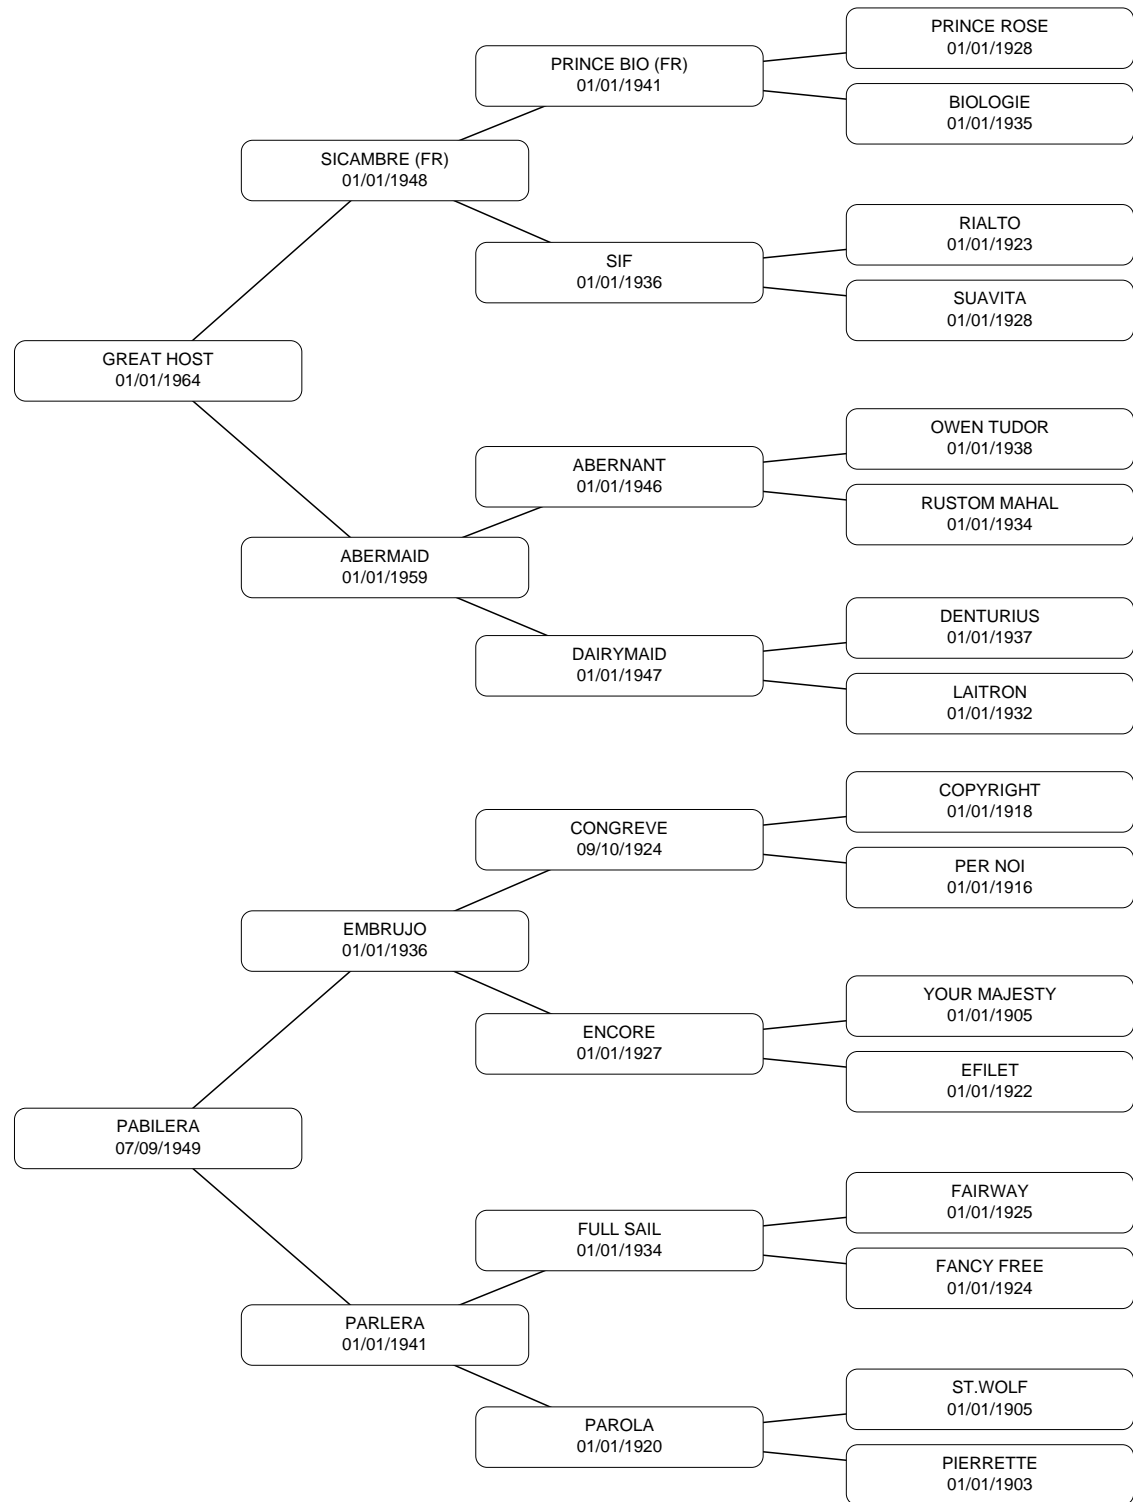 PRINCE ROSE
01/01/1928
PRINCE BIO (FR)
01/01/1941
BIOLOGIE
01/01/1935
SICAMBRE (FR)
01/01/1948
RIALTO
01/01/1923
SIF
01/01/1936
SUAVITA
01/01/1928
GREAT HOST
01/01/1964
OWEN TUDOR
01/01/1938
ABERNANT
01/01/1946
RUSTOM MAHAL
01/01/1934
ABERMAID
01/01/1959
DENTURIUS
01/01/1937
DAIRYMAID
01/01/1947
LAITRON
01/01/1932
COPYRIGHT
01/01/1918
CONGREVE
09/10/1924
PER NOI
01/01/1916
EMBRUJO
01/01/1936
YOUR MAJESTY
01/01/1905
ENCORE
01/01/1927
EFILET
01/01/1922
PABILERA
07/09/1949
FAIRWAY
01/01/1925
FULL SAIL
01/01/1934
FANCY FREE
01/01/1924
PARLERA
01/01/1941
ST.WOLF
01/01/1905
PAROLA
01/01/1920
PIERRETTE
01/01/1903